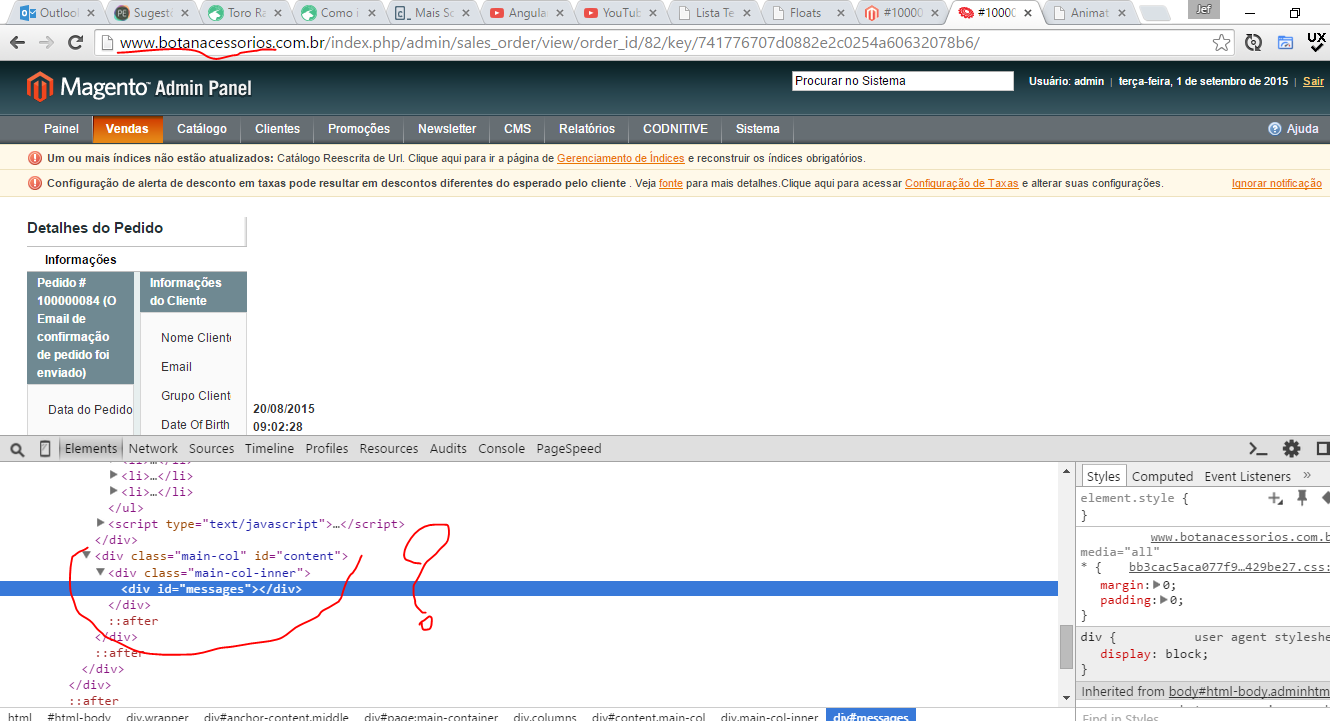 Outlool
Sugesto
Toro Ra
Como i
Mais Sc
Angular
YouTub
Lista Te
Floats
#10000
#1000(
Animat
Jef
www.botanacessorios.com.br/index.php/admin/sales_order/view/order_id/82/key/741776707d0882e2c0254a60632078b6/
UX
Magento™ Admin Panel
Procurar no Sistema
Usuário: admin | terça-feira, 1 de setembro de 2015 | Sair
Painel
Vendas
Catálogo
Clientes
Promoções
Newsletter
CMS
Relatórios
CODNITIVE
Sistema
Ajuda
Um ou mais índices não estão atualizados: Catálogo Reescrita de Url. Clique aqui para ir a página de Gerenciamento de Índices e reconstruir os índices obrigatórios.
Configuração de alerta de desconto em taxas pode resultar em descontos diferentes do esperado pelo cliente . Veja fonte para mais detalhes.Clique aqui para acessar Configuração de Taxas e alterar suas configurações.
Ignorar notificação
Detalhes do Pedido
Informações
Pedido #
100000084 (O
Email de
confirmação
de pedido foi
enviado)
Data do Pedido
Informações
do Cliente
Nome Cliente
Email
Grupo Client
Date Of Birth
20/08/2015
09:02:28
Elements Network Sources Timeline Profiles Resources Audits Console PageSpeed
<li>…</li>
<li>…</li>
<li>…</li>
</ul>
<script type="text/javascript">…</script>
</div>
<div class="main-col" id="content">
<div class="main-col-inner">
<div id="messages"></div>
</div>
::after
</div>
::after
</div>
</div>
::after
?
Styles Computed Event Listeners »
element.style {
}
www.botanacessorios.com.b
media="all"
* { bb3cac5aca077f9…429be27.css:
margin:▶0;
padding:▶0;
}
div { user agent styleshe
display: block;
}
Inherited from body#html-body.adminhtm
Find in Styles
html #html-body div.wrapper div#anchor-content.middle div#page:main-container div.columns div#content.main-col div.main-col-inner div#messages